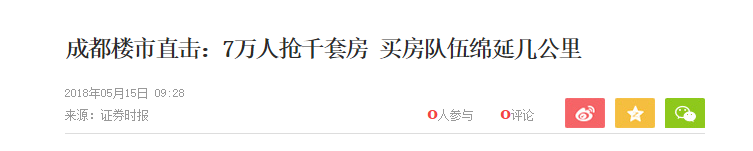 成都楼市直击：7万人抢千套房 买房队伍绵延几公里
2018年05月15日 09:28
来源：证券时报
0人参与 0评论